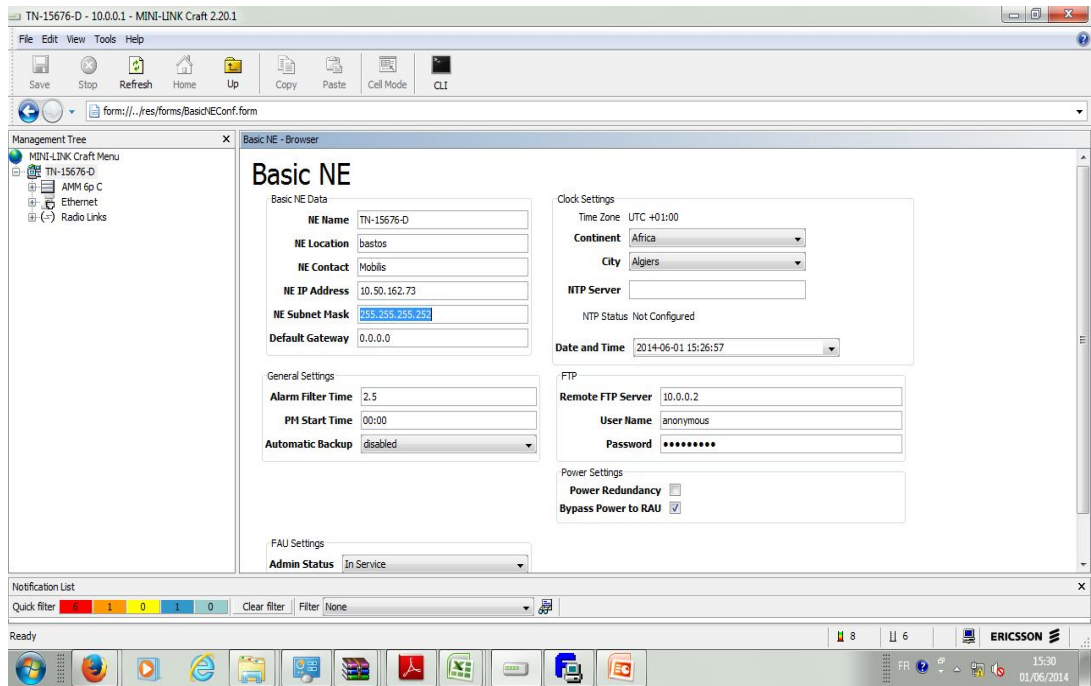 TN-15676-D - 10.0.0.1 - MINI-LINK Craft 2.20.1
File Edit View Tools Help
Save Stop Refresh Home Up Copy Paste Cell Mode CLI
form://../res/forms/BasicNEConf.form
Management Tree
MINI-LINK Craft Menu
TN-15676-D
AMM 6p C
Ethernet
Radio Links
Basic NE - Browser
Basic NE
Basic NE Data
NE Name TN-15676-D
NE Location bastos
NE Contact Mobilis
NE IP Address 10.50.162.73
NE Subnet Mask 255.255.255.252
Default Gateway 0.0.0.0
Clock Settings
Time Zone UTC +01:00
Continent Africa
City Algiers
NTP Server
NTP Status Not Configured
Date and Time 2014-06-01 15:26:57
General Settings
Alarm Filter Time 2.5
PM Start Time 00:00
Automatic Backup disabled
FTP
Remote FTP Server 10.0.0.2
User Name anonymous
Password •••••••••
Power Settings
Power Redundancy
Bypass Power to RAU
FAU Settings
Admin Status In Service
Notification List
Quick filter 6 1 0 1 0 Clear filter Filter None
Ready 8 6 ERICSSON
FR 15:30
01/06/2014